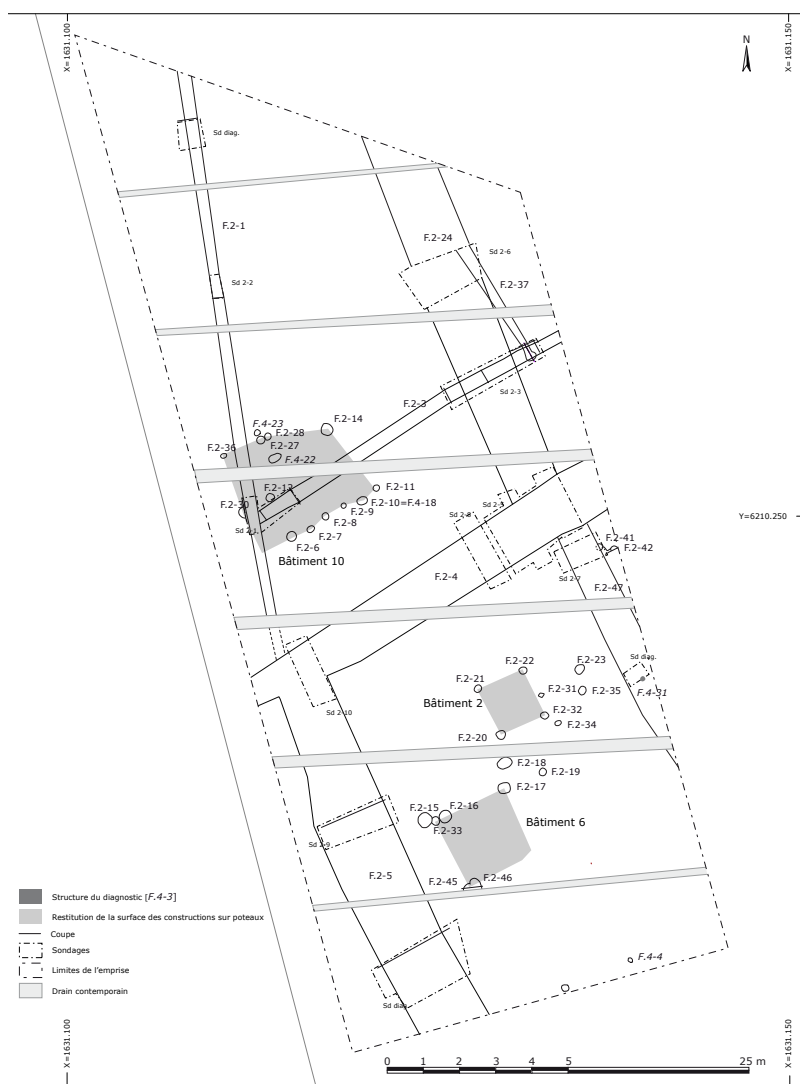 X=1631.100
X=1631.150
N
Sd diag.
F.2-1
F.2-24
Sd 2-6
Sd 2-2
F.2-37
Sd 2-3
F.2-3
F.4-23
F.2-14
F.2-28
F.2-36
F.2-27
F.4-22
F.2-12
F.2-11
F.2-30
F.2-10=F.4-18
F.2-9
Sd 2-8
Y=6210.250
F.2-8
Sd 2-1
F.2-7
F.2-6
F.2-41
F.2-42
Bâtiment 10
F.2-4
Sd 2-7
F.2-47
Sd diag.
F.2-22
F.2-23
F.2-21
F.2-31
F.2-35
F.4-31
Bâtiment 2
F.2-32
Sd 2-10
F.2-34
F.2-20
F.2-18
F.2-19
F.2-17
F.2-15
F.2-16
Bâtiment 6
F.2-33
Sd 2-9
F.2-5
F.2-45
F.2-46
Structure du diagnostic [F.4-3]
Restitution de la surface des constructions sur poteaux
Coupe
Sondages
Limites de l'emprise
Drain contemporain
F.4-4
Sd diag.
X=1631.100
X=1631.150
0 1 2 3 4 5 25 m